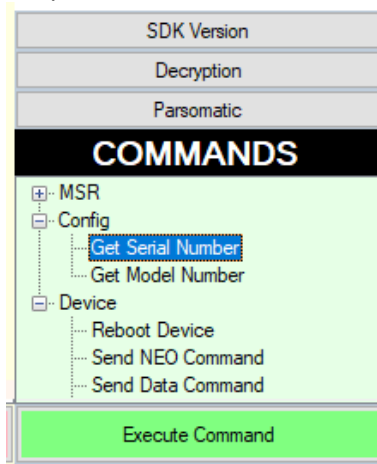 SDK Version
Decryption
Parsomatic
COMMANDS
MSR
Config
Get Serial Number
Get Model Number
Device
Reboot Device
Send NEO Command
Send Data Command
Execute Command